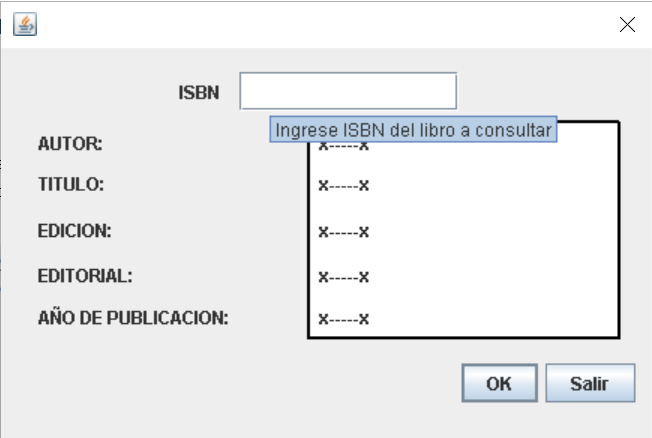 ISBN
Ingrese ISBN del libro a consultar
AUTOR: x-----x
TITULO: x-----x
EDICION: x-----x
EDITORIAL: x-----x
AÑO DE PUBLICACION: x-----x
OK Salir